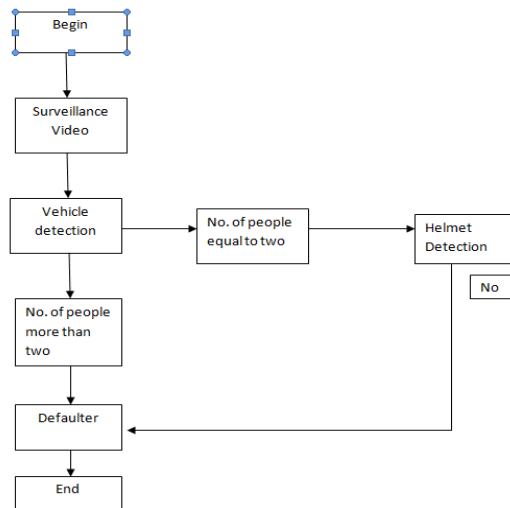 Begin
Surveillance
Video
Vehicle
detection
No. of people
equal to two
Helmet
Detection
No
No. of people
more than
two
Defaulter
End